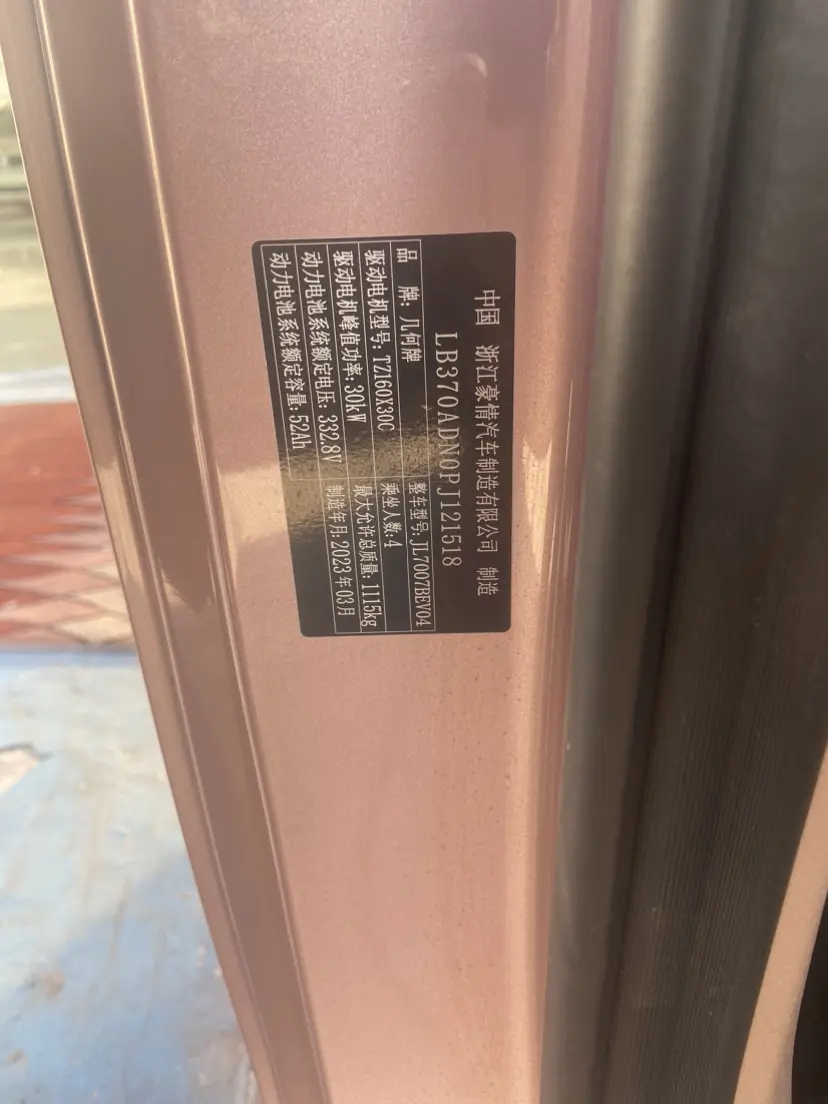 中国 浙江豪情汽车制造有限公司 制造
LB370ADN0PJ121518
品 牌: 几何牌 整车型号: JL7007BEV04
驱动电机型号: TZ160X30C 乘坐人数: 4
驱动电机峰值功率: 30kW 最大允许总质量: 1115kg
动力电池系统额定电压: 332.8V 制造年月: 2023年03月
动力电池系统额定容量: 52Ah